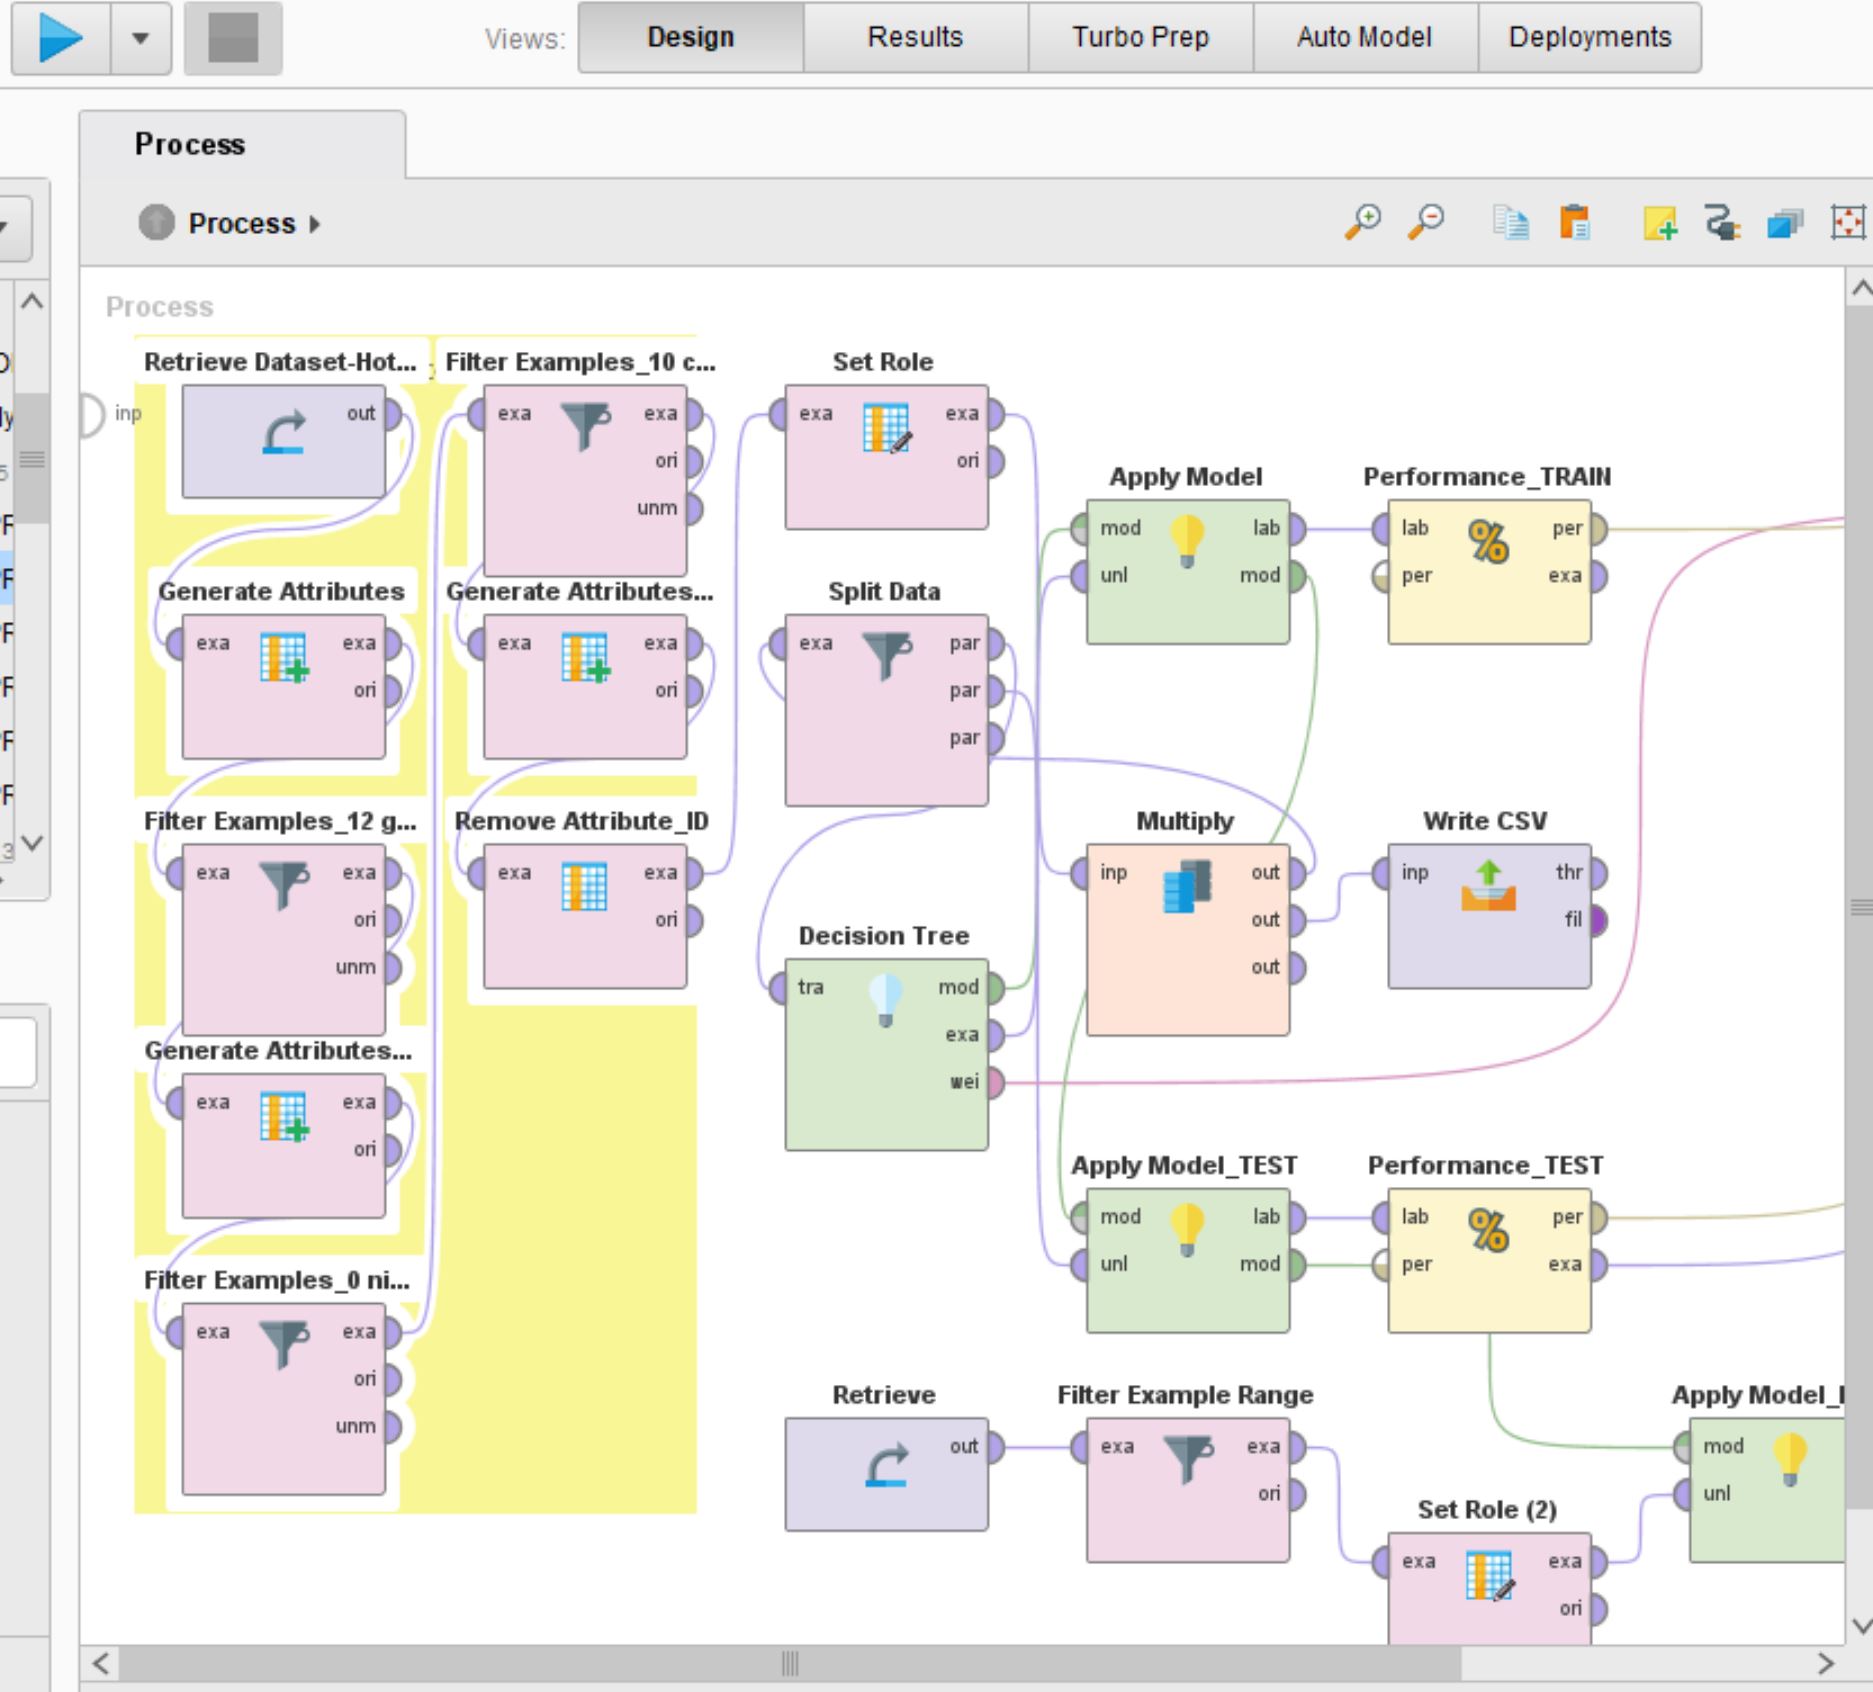 Views:
Design
Results
Turbo Prep
Auto Model
Deployments
Process
Process
Process
inp
Retrieve Dataset-Hot...
out
Generate Attributes
exa exa
ori
Filter Examples_12 g...
exa exa
ori
unm
Generate Attributes...
exa exa
ori
Filter Examples_0 ni...
exa exa
ori
unm
Filter Examples_10 c...
exa exa
ori
unm
Generate Attributes...
exa exa
ori
Remove Attribute_ID
exa exa
ori
Set Role
exa exa
ori
Split Data
exa par
par
par
Decision Tree
tra mod
exa
wei
Apply Model
mod lab
unl mod
Performance_TRAIN
lab per
per exa
Multiply
inp out
out
out
Write CSV
inp thr
fil
Apply Model_TEST
mod lab
unl mod
Performance_TEST
lab per
per exa
Retrieve
out
Filter Example Range
exa exa
ori
Set Role (2)
exa exa
ori
Apply Model_
mod
unl